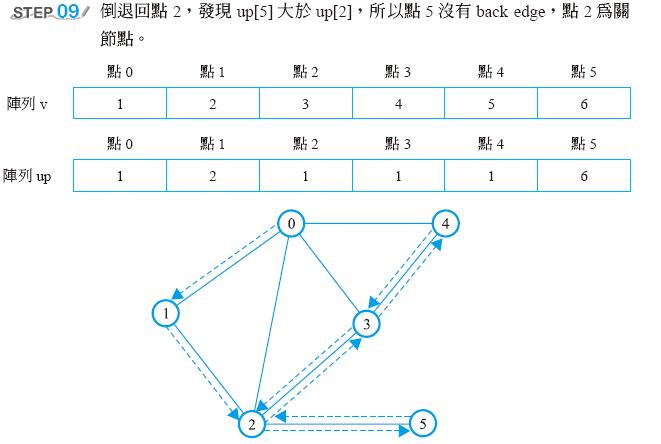 STEP 09 倒退回點 2，發現 up[5] 大於 up[2]，所以點 5 沒有 back edge，點 2 為關
節點。
點 0 點 1 點 2 點 3 點 4 點 5
陣列 v 1 2 3 4 5 6
點 0 點 1 點 2 點 3 點 4 點 5
陣列 up 1 2 1 1 1 6
0 4
1 3
2 5